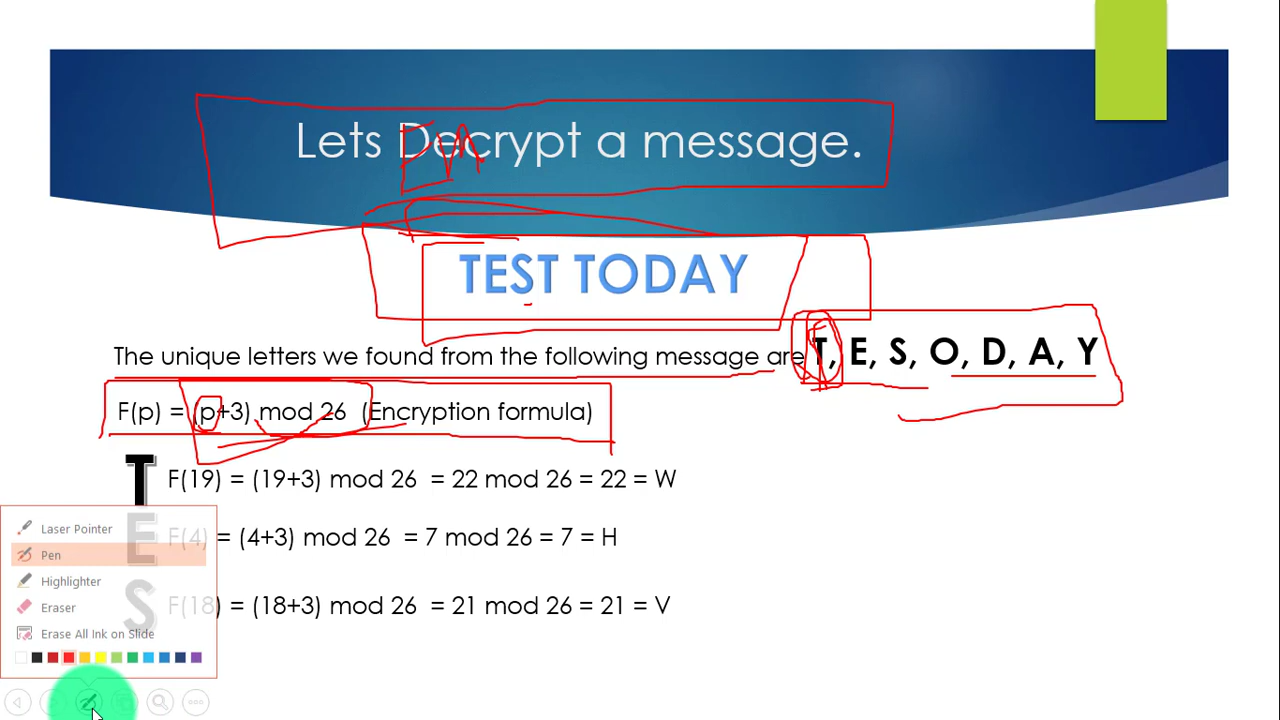 Lets Decrypt a message.
TEST TODAY
The unique letters we found from the following message are T, E, S, O, D, A, Y
F(p) = (p+3) mod 26 (Encryption formula)
T F(19) = (19+3) mod 26 = 22 mod 26 = 22 = W
E F(4) = (4+3) mod 26 = 7 mod 26 = 7 = H
S F(18) = (18+3) mod 26 = 21 mod 26 = 21 = V
Laser Pointer
Pen
Highlighter
Eraser
Erase All Ink on Slide